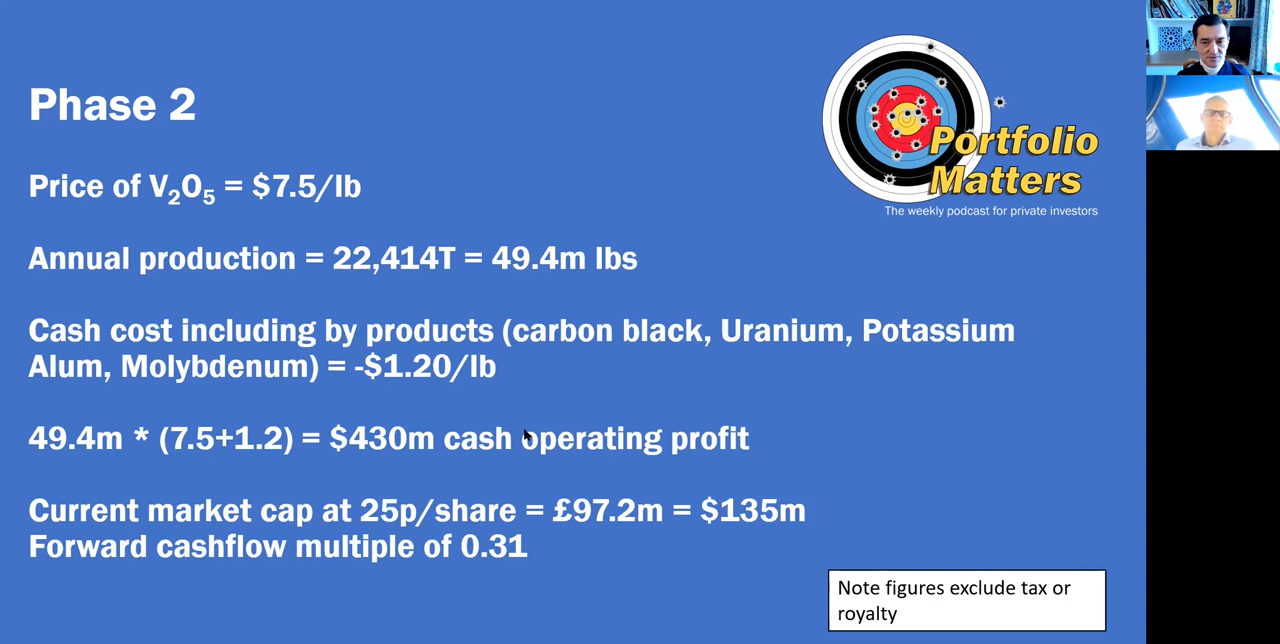 Phase 2
Portfolio
Matters
The weekly podcast for private investors
Price of V₂O₅ = $7.5/lb
Annual production = 22,414T = 49.4m lbs
Cash cost including by products (carbon black, Uranium, Potassium
Alum, Molybdenum) = -$1.20/lb
49.4m * (7.5+1.2) = $430m cash operating profit
Current market cap at 25p/share = £97.2m = $135m
Forward cashflow multiple of 0.31
Note figures exclude tax or
royalty